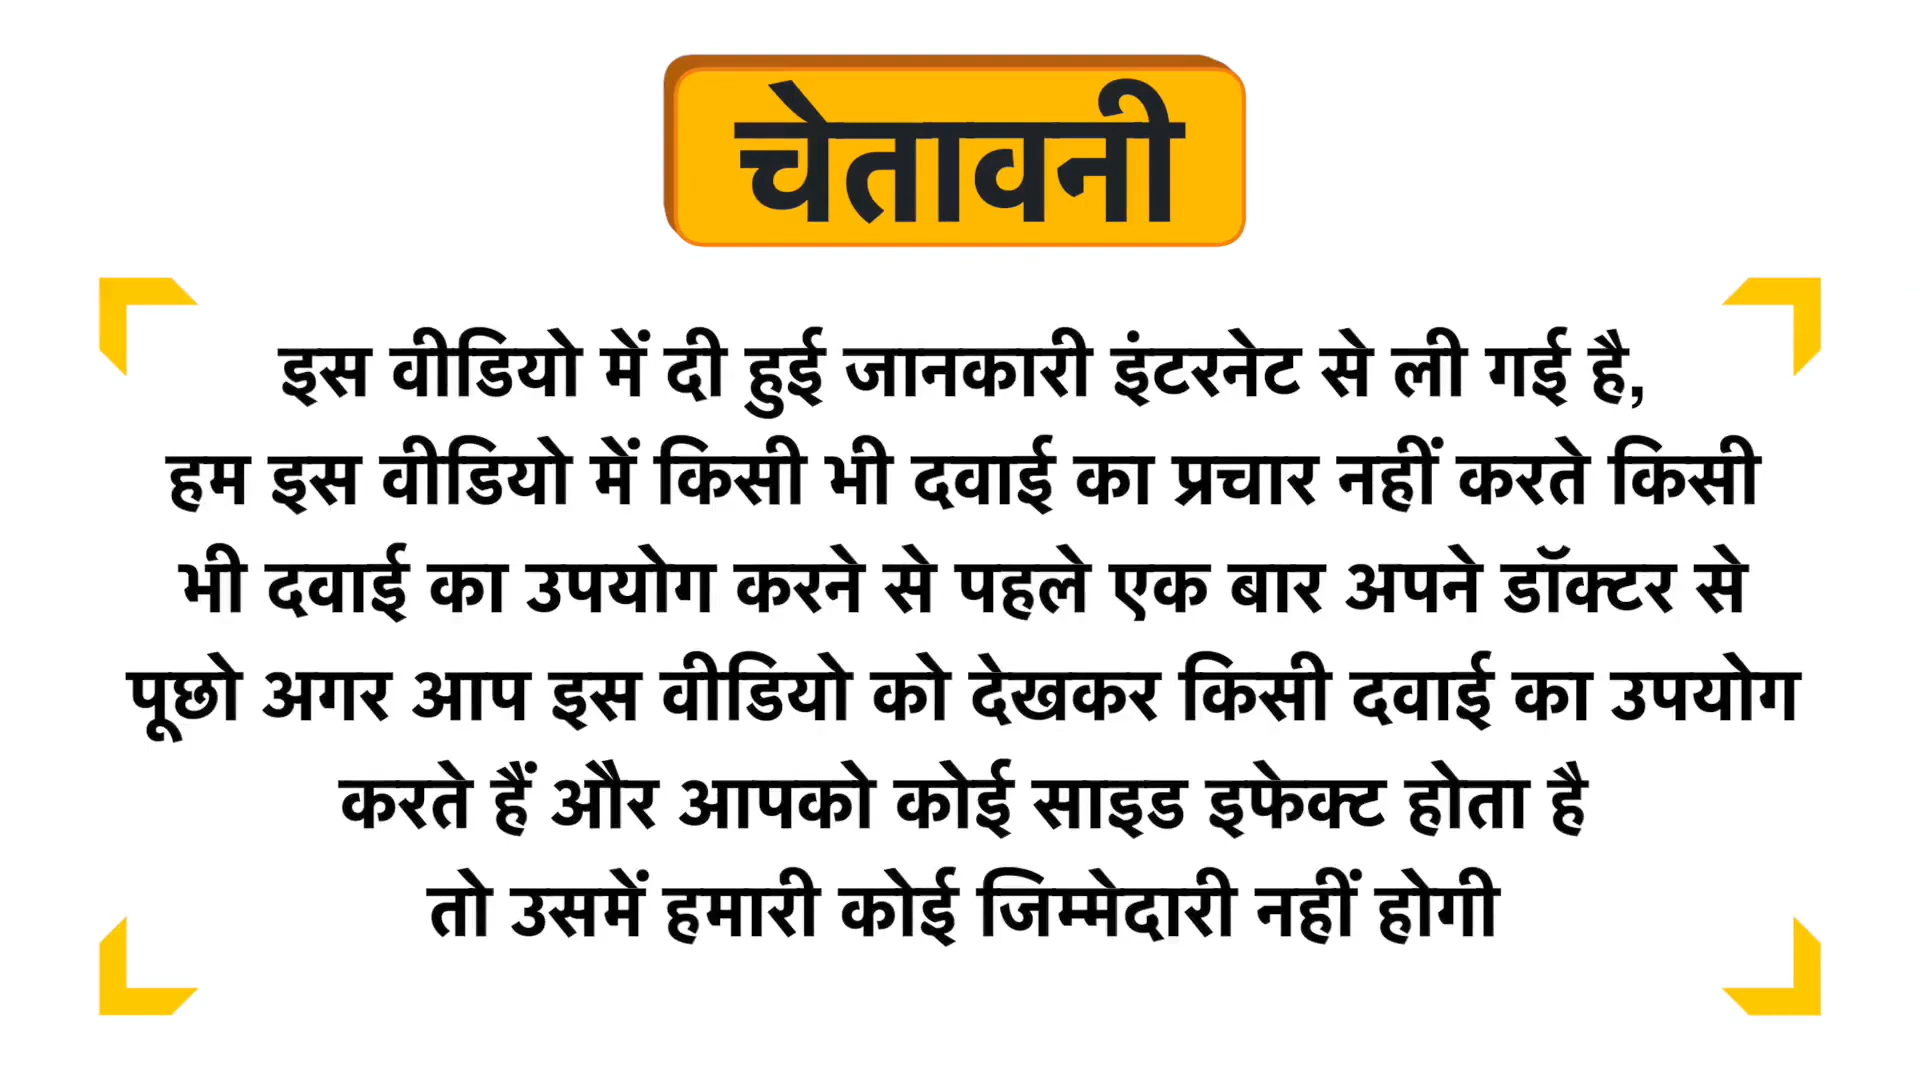 चेतावनी
इस वीडियो में दी हुई जानकारी इंटरनेट से ली गई है,
हम इस वीडियो में किसी भी दवाई का प्रचार नहीं करते किसी
भी दवाई का उपयोग करने से पहले एक बार अपने डॉक्टर से
पूछो अगर आप इस वीडियो को देखकर किसी दवाई का उपयोग
करते हैं और आपको कोई साइड इफेक्ट होता है
तो उसमें हमारी कोई जिम्मेदारी नहीं होगी